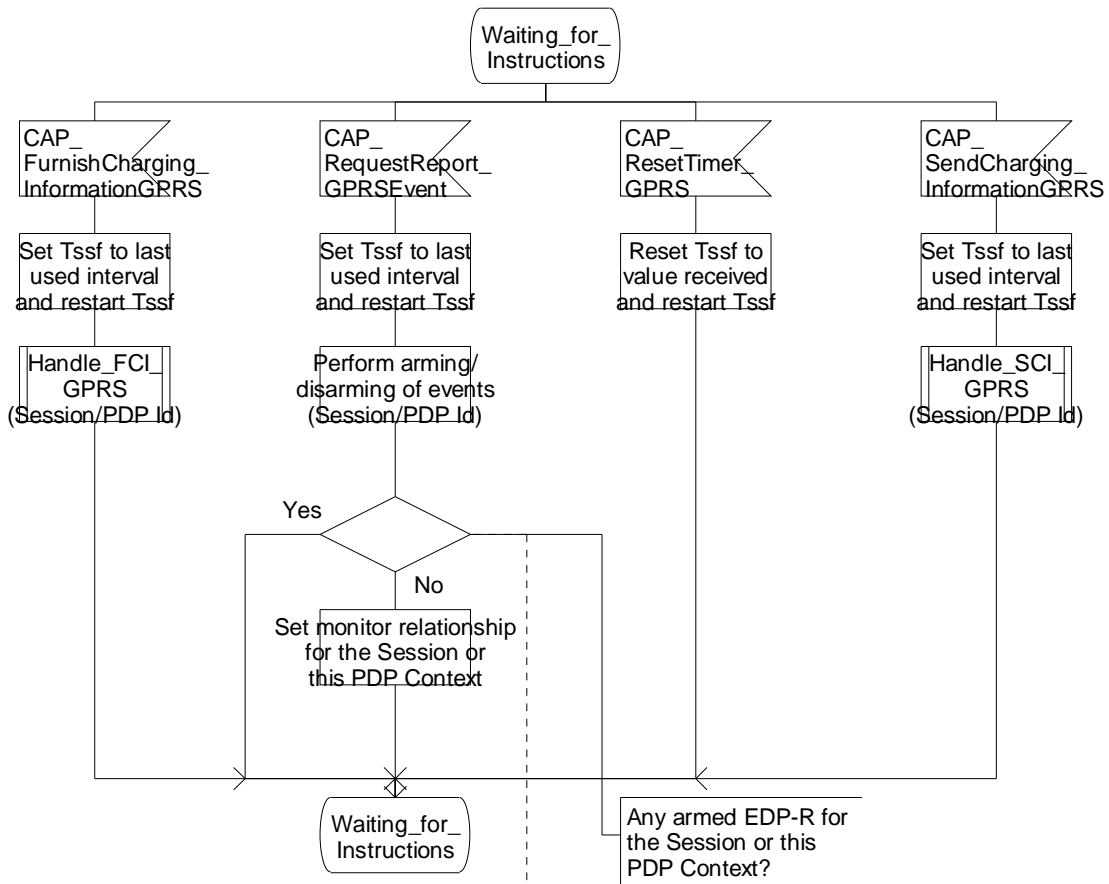 Waiting_for_
Instructions
CAP_
FurnishCharging_
InformationGPRS
CAP_
RequestReport_
GPRSEvent
CAP_
ResetTimer_
GPRS
CAP_
SendCharging_
InformationGPRS
Set Tssf to last
used interval
and restart Tssf
Set Tssf to last
used interval
and restart Tssf
Reset Tssf to
value received
and restart Tssf
Set Tssf to last
used interval
and restart Tssf
Handle_FCI_
GPRS
(Session/PDP Id)
Perform arming/
disarming of events
(Session/PDP Id)
Handle_SCI_
GPRS
(Session/PDP Id)
Yes
No
Set monitor relationship
for the Session or
this PDP Context
Waiting_for_
Instructions
Any armed EDP-R for
the Session or this
PDP Context?